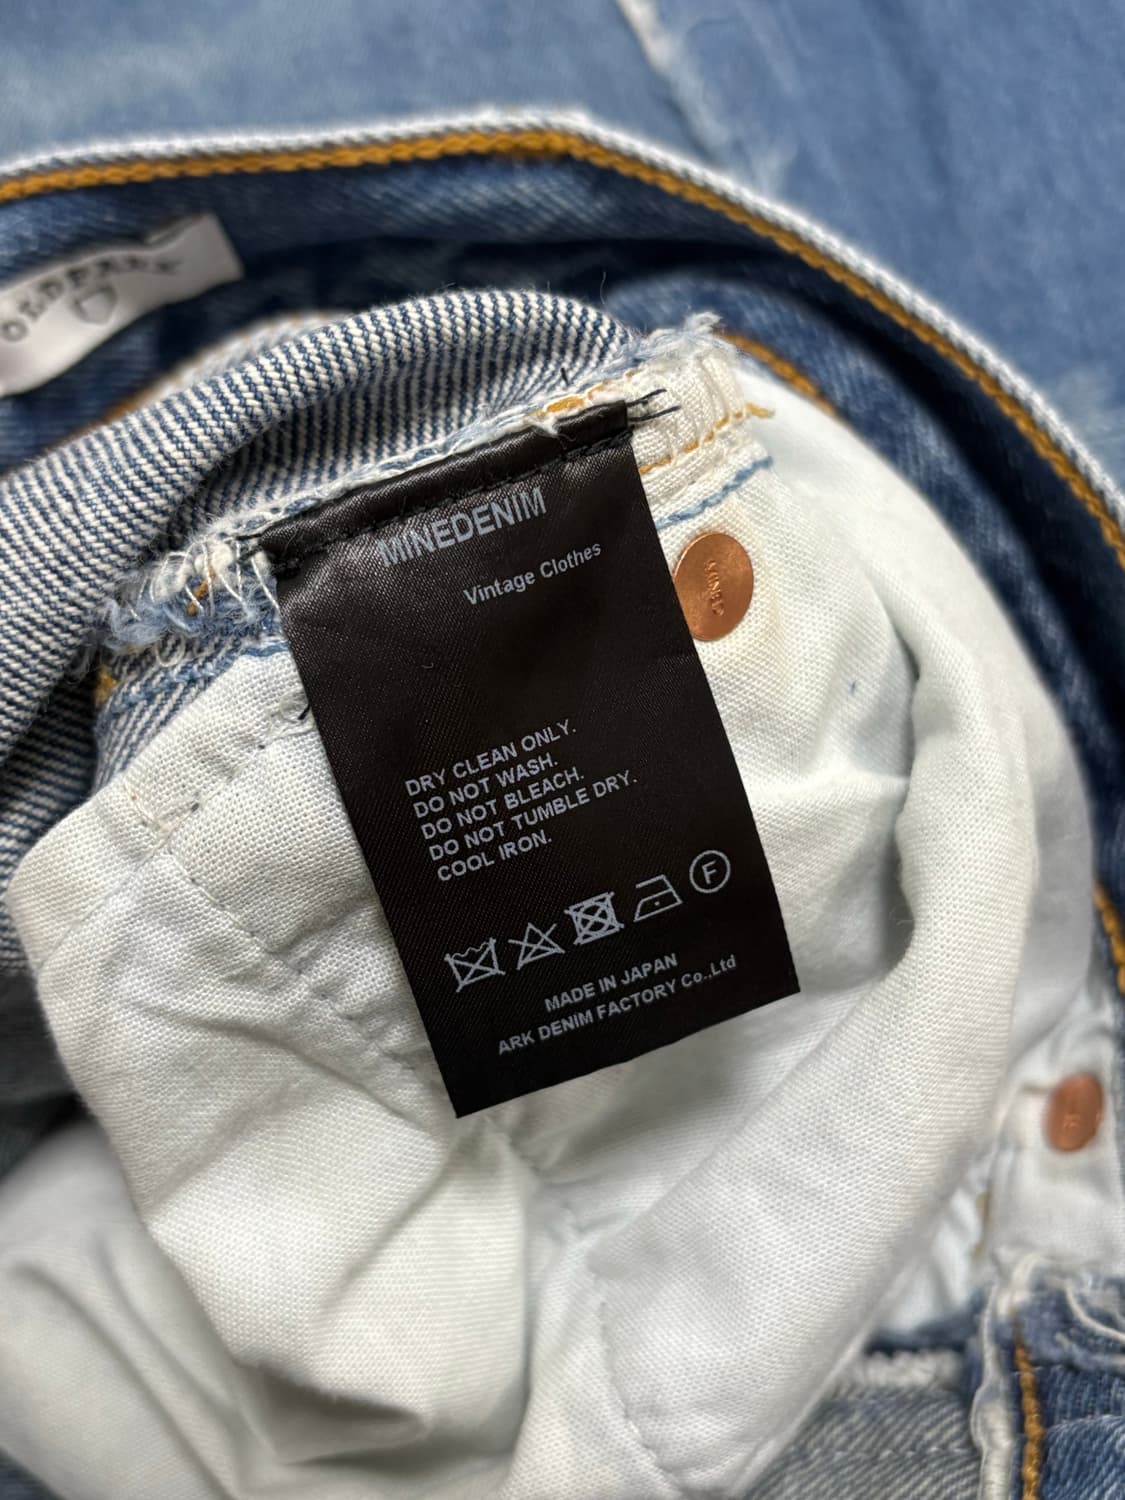 MINEDENIM
Vintage Clothes
DRY CLEAN ONLY.
DO NOT WASH.
DO NOT BLEACH.
DO NOT TUMBLE DRY.
COOL IRON.
F
MADE IN JAPAN
ARK DENIM FACTORY Co.,Ltd